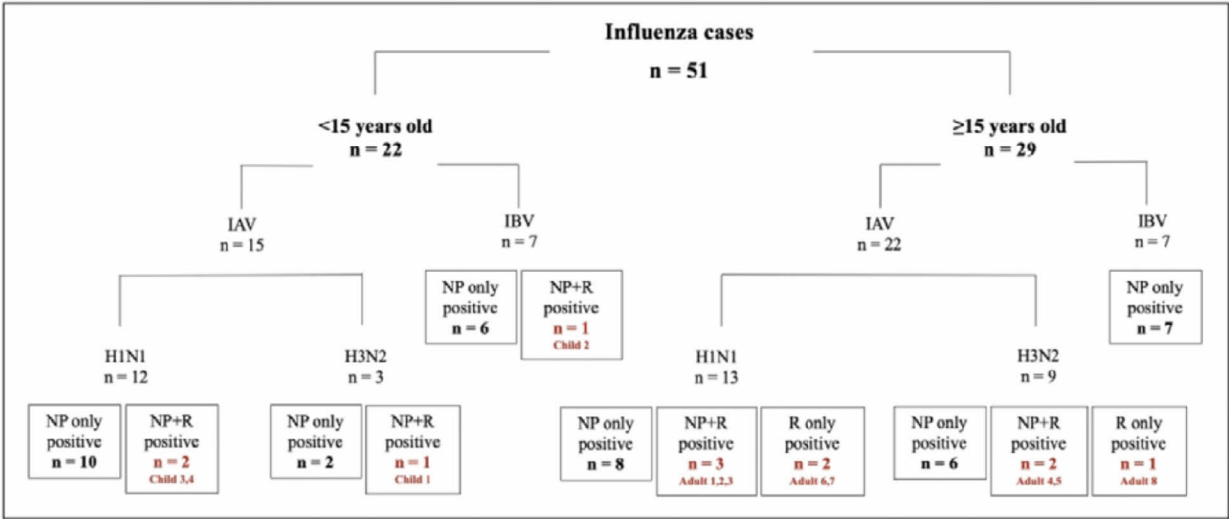 Influenza cases
n = 51
<15 years old
n = 22
≥15 years old
n = 29
IAV
n = 15
IBV
n = 7
IAV
n = 22
IBV
n = 7
NP only
positive
n = 6
NP+R
positive
n = 1
Child 2
NP only
positive
n = 7
H1N1
n = 12
H3N2
n = 3
H1N1
n = 13
H3N2
n = 9
NP only
positive
n = 10
NP+R
positive
n = 2
Child 3,4
NP only
positive
n = 2
NP+R
positive
n = 1
Child 1
NP only
positive
n = 8
NP+R
positive
n = 3
Adult 1,2,3
R only
positive
n = 2
Adult 6,7
NP only
positive
n = 6
NP+R
positive
n = 2
Adult 4,5
R only
positive
n = 1
Adult 8